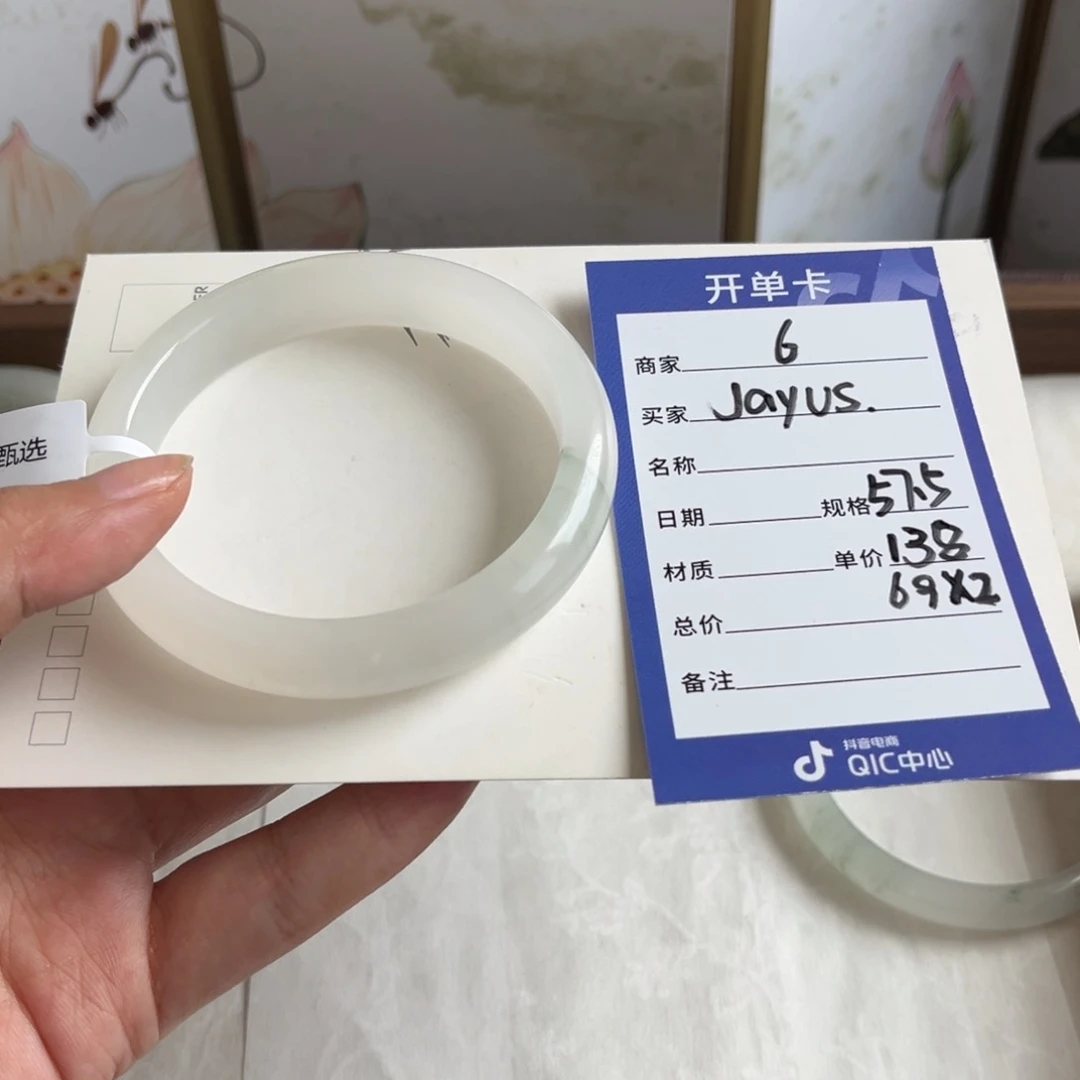 甄选
开单卡
商家 6
买家 Jayus.
名称
日期 规格 57.5
材质 单价 138
69X2
总价
备注
抖音电商
QIC中心